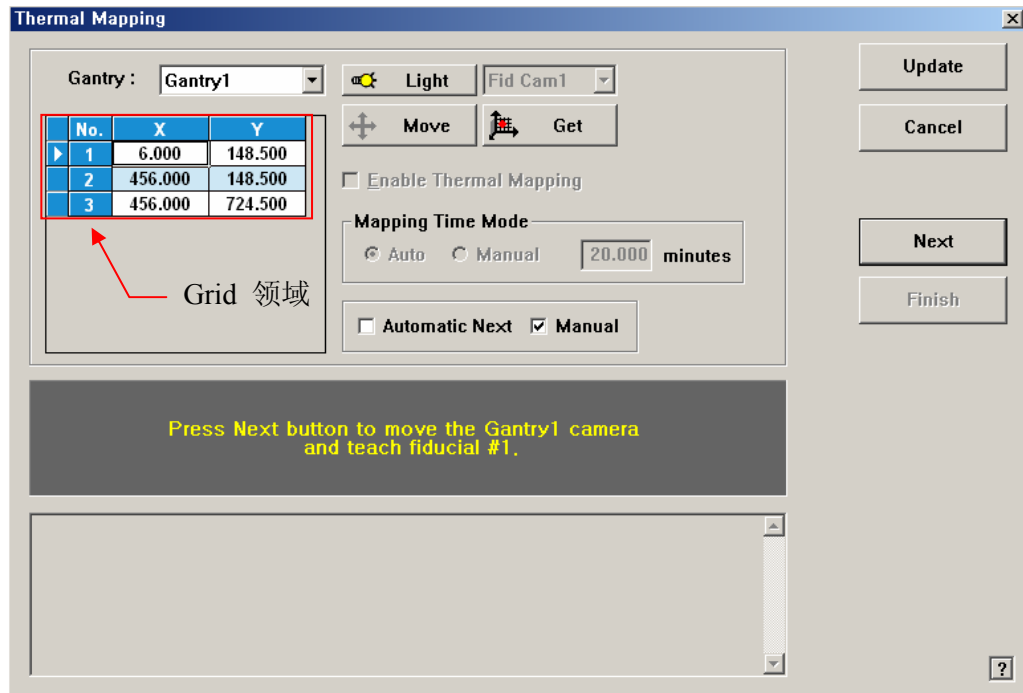 Thermal Mapping
Gantry :
Gantry1
Light
Fid Cam1
Move
Get
No. X Y
1 6.000 148.500
2 456.000 148.500
3 456.000 724.500
Grid 领域
Enable Thermal Mapping
Mapping Time Mode
Auto Manual 20.000 minutes
Automatic Next Manual
Update
Cancel
Next
Finish
Press Next button to move the Gantry1 camera
and teach fiducial #1.
?